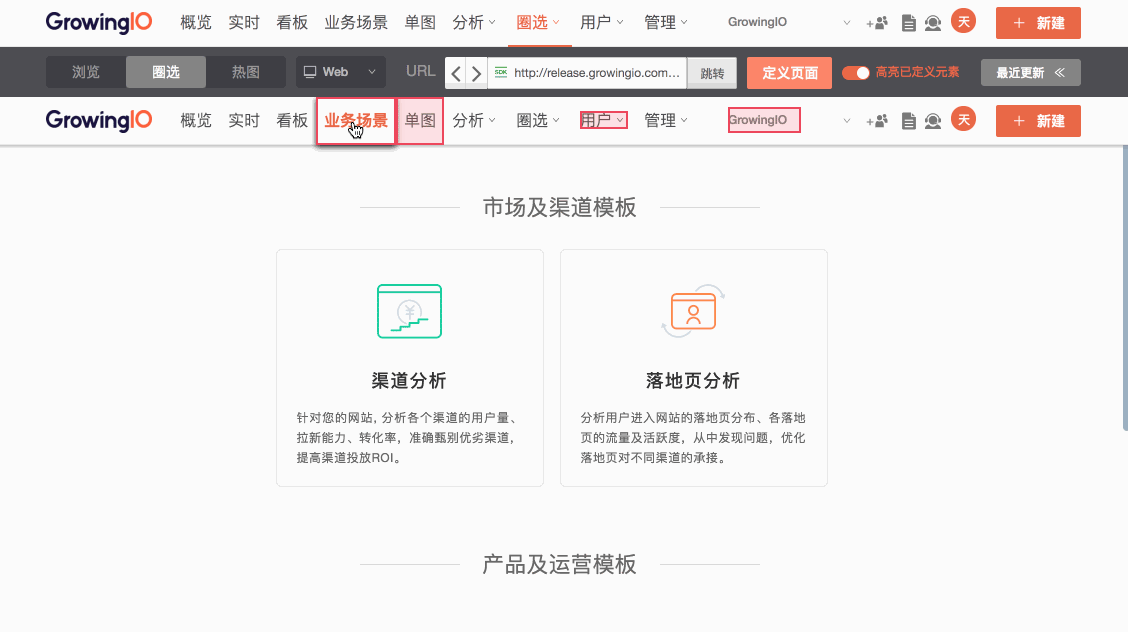 GrowingIO 概览 实时 看板 业务场景 单图 分析 圈选 用户 管理 GrowingIO 天 + 新建
浏览 圈选 热图 Web URL SDK http://release.growingio.com... 跳转 定义页面 高亮已定义元素 最近更新
GrowingIO 概览 实时 看板 业务场景 单图 分析 圈选 用户 管理 GrowingIO 天 + 新建
市场及渠道模板
¥
渠道分析
针对您的网站, 分析各个渠道的用户量、
拉新能力、转化率，准确甄别优劣渠道，
提高渠道投放ROI。
落地页分析
分析用户进入网站的落地页分布、各落地
页的流量及活跃度，从中发现问题，优化
落地页对不同渠道的承接。
产品及运营模板